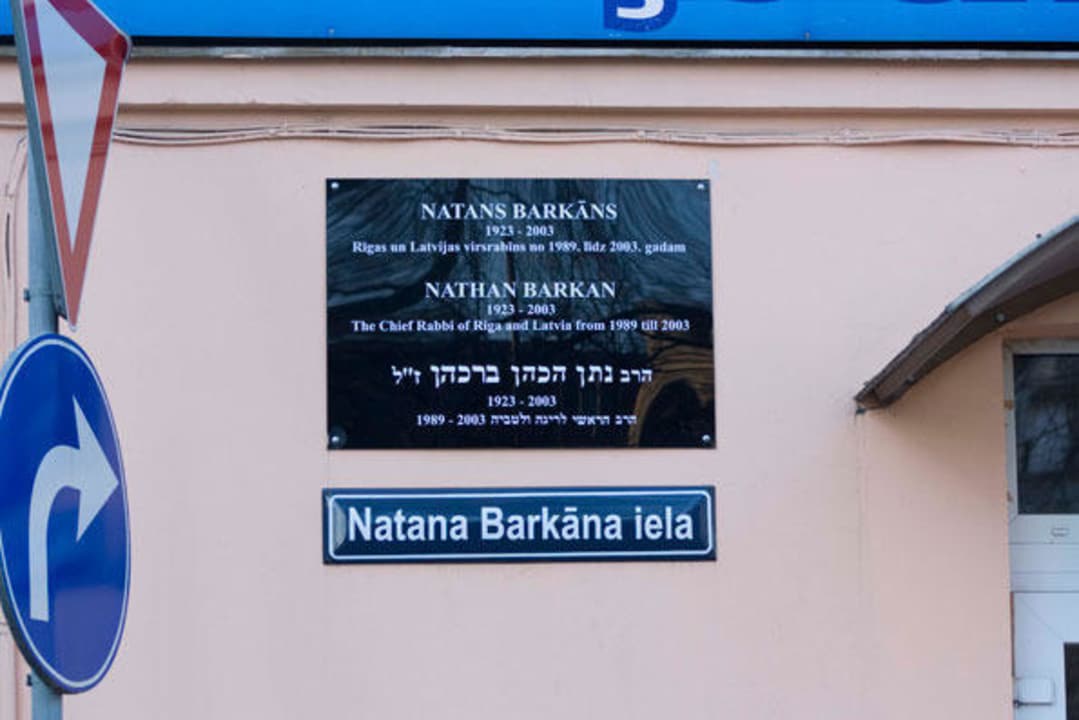 NATANS BARKĀNS
1923 - 2003
Rīgas un Latvijas virsrabīns no 1989. līdz 2003. gadam
NATHAN BARKAN
1923 - 2003
The Chief Rabbi of Riga and Latvia from 1989 till 2003
הרב נתן הכהן ברכהן ז"ל
1923 - 2003
הרב הראשי לריגה ולטביה 2003 - 1989
Natana Barkāna iela